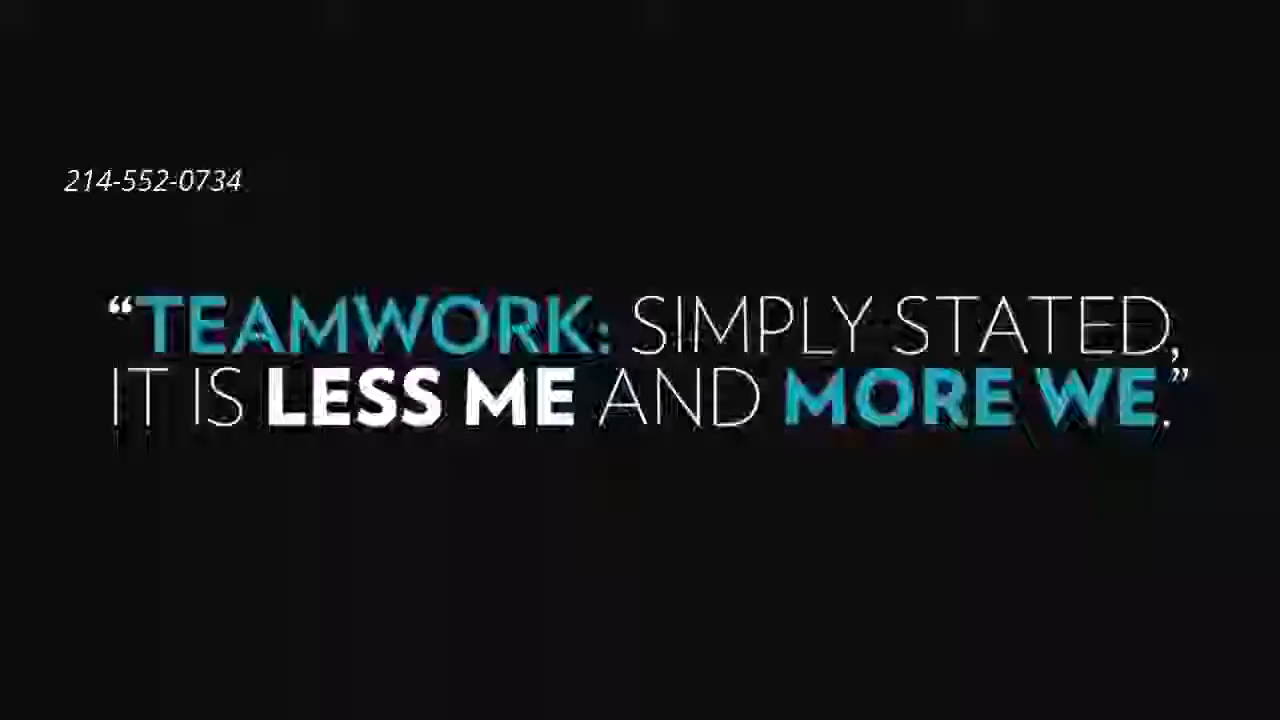 214-552-0734
“TEAMWORK: SIMPLY STATED,
IT IS LESS ME AND MORE WE.”